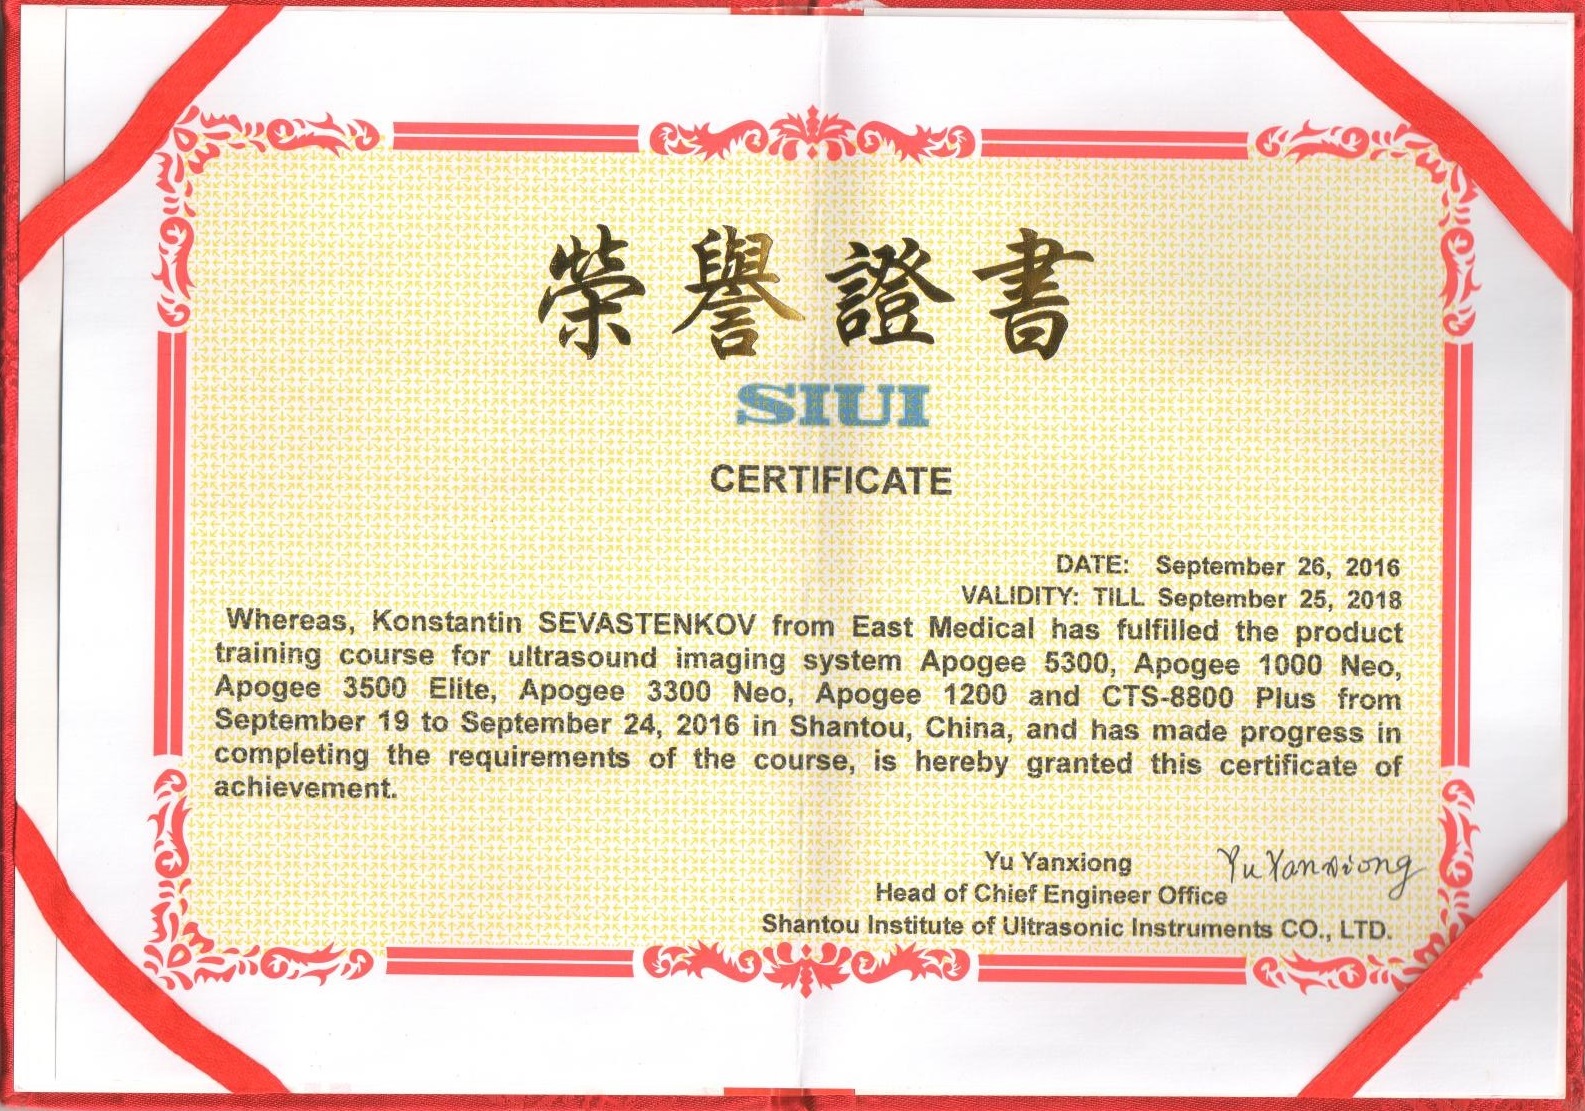 榮譽證書
SIUI
CERTIFICATE
DATE: September 26, 2016
VALIDITY: TILL September 25, 2018
Whereas, Konstantin SEVASTENKOV from East Medical has fulfilled the product
training course for ultrasound imaging system Apogee 5300, Apogee 1000 Neo,
Apogee 3500 Elite, Apogee 3300 Neo, Apogee 1200 and CTS-8800 Plus from
September 19 to September 24, 2016 in Shantou, China, and has made progress in
completing the requirements of the course, is hereby granted this certificate of
achievement.
Yu Yanxiong Yu Yanxiong
Head of Chief Engineer Office
Shantou Institute of Ultrasonic Instruments CO., LTD.